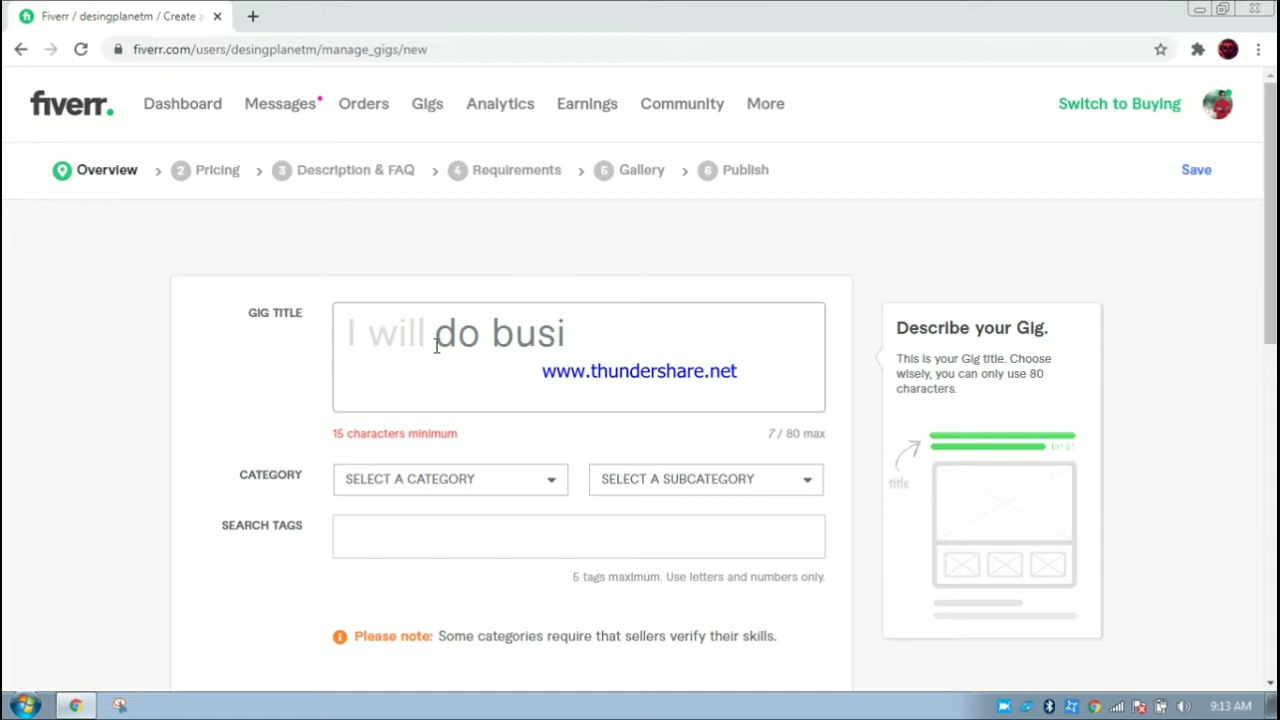 Fiverr / desingplanetm / Create a
fiverr.com/users/desingplanetm/manage_gigs/new
fiverr. Dashboard Messages Orders Gigs Analytics Earnings Community More Switch to Buying
Overview > 2 Pricing > 3 Description & FAQ > 4 Requirements > 5 Gallery > 6 Publish Save
GIG TITLE
I will do busi
www.thundershare.net
15 characters minimum 7 / 80 max
CATEGORY SELECT A CATEGORY SELECT A SUBCATEGORY
SEARCH TAGS
5 tags maximum. Use letters and numbers only.
Please note: Some categories require that sellers verify their skills.
Describe your Gig.
This is your Gig title. Choose
wisely, you can only use 80
characters.
title
9:13 AM